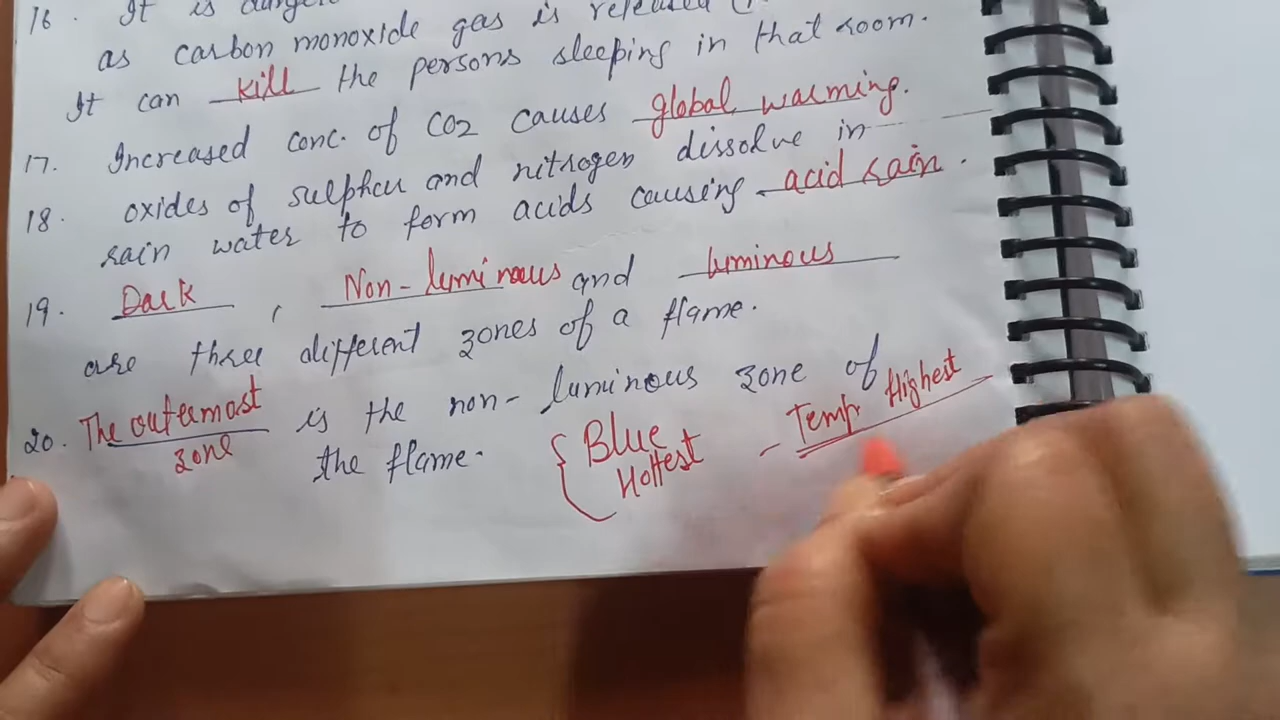 16. It is
as carbon monoxide gas is released
It can kill the persons sleeping in that room.
17. Increased conc. of CO2 causes global warming.
18. oxides of sulphur and nitrogen dissolve in
rain water to form acids causing acid rain.
19. Dark, Non-luminous and luminous
are three different zones of a flame.
20. The outermost zone is the non-luminous zone of
the flame. { Blue - Temp Highest
Hottest